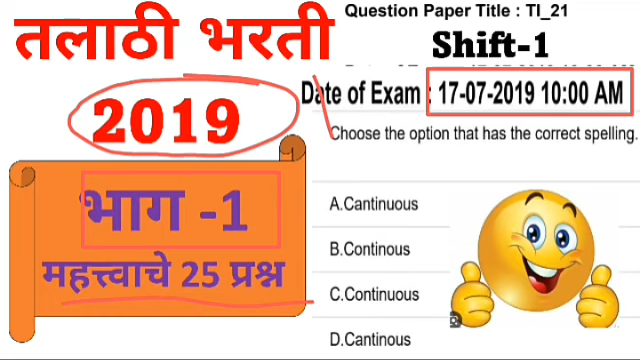 तलाठी भरती
2019
भाग -1
महत्त्वाचे 25 प्रश्न
Question Paper Title : TI_21
Shift-1
Date of Exam : 17-07-2019 10:00 AM
Choose the option that has the correct spelling.
A.Cantinuous
B.Continous
C.Continuous
D.Cantinous